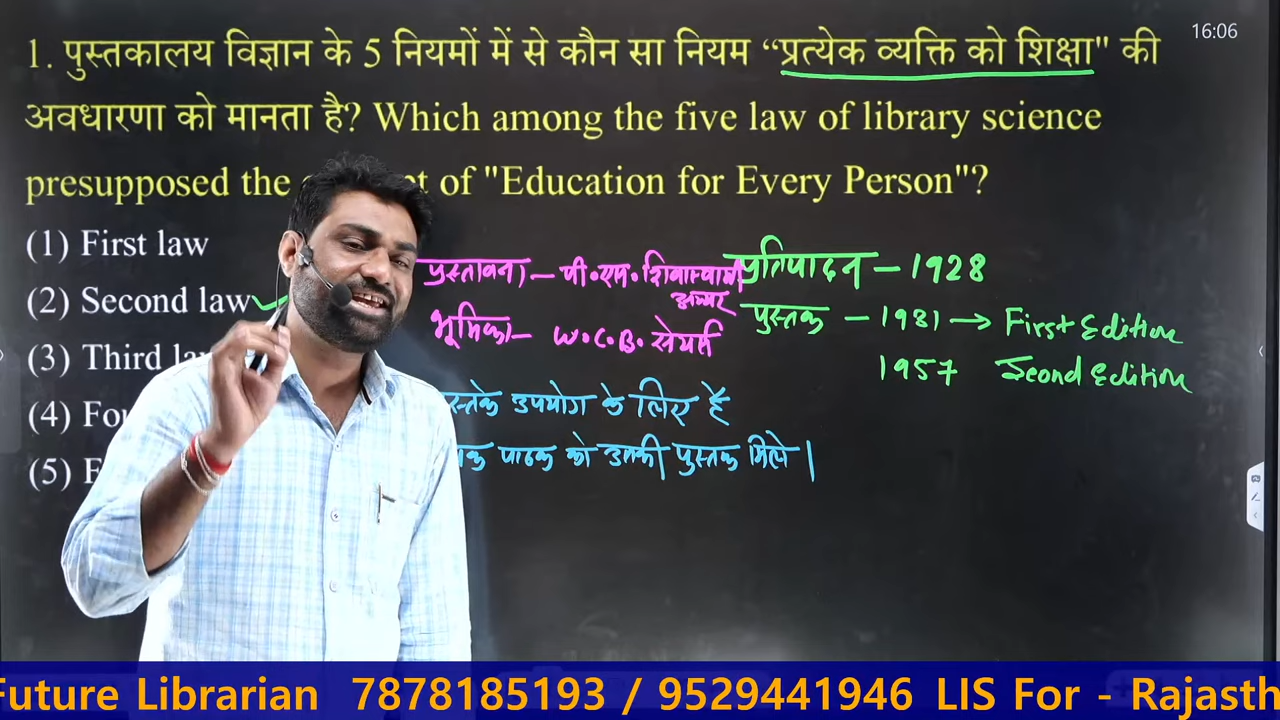 16:06
1. पुस्तकालय विज्ञान के 5 नियमों में से कौन सा नियम “प्रत्येक व्यक्ति को शिक्षा" की
अवधारणा को मानता है? Which among the five law of library science
presupposed the of "Education for Every Person"?
(1) First law
(2) Second law
(3) Third
(4)
(5)
प्रस्तावना – पी.एस. शिवास्वामी
अय्यर
भूमिका – W.C.B. सेयर्स
प्रतिपादन – 1928
पुस्तक – 1931 → First Edition
1957 Second Edition
उपयोग के लिए हैं
पाठक को उसकी पुस्तक मिले।
Future Librarian 7878185193 / 9529441946 LIS For - Rajasth